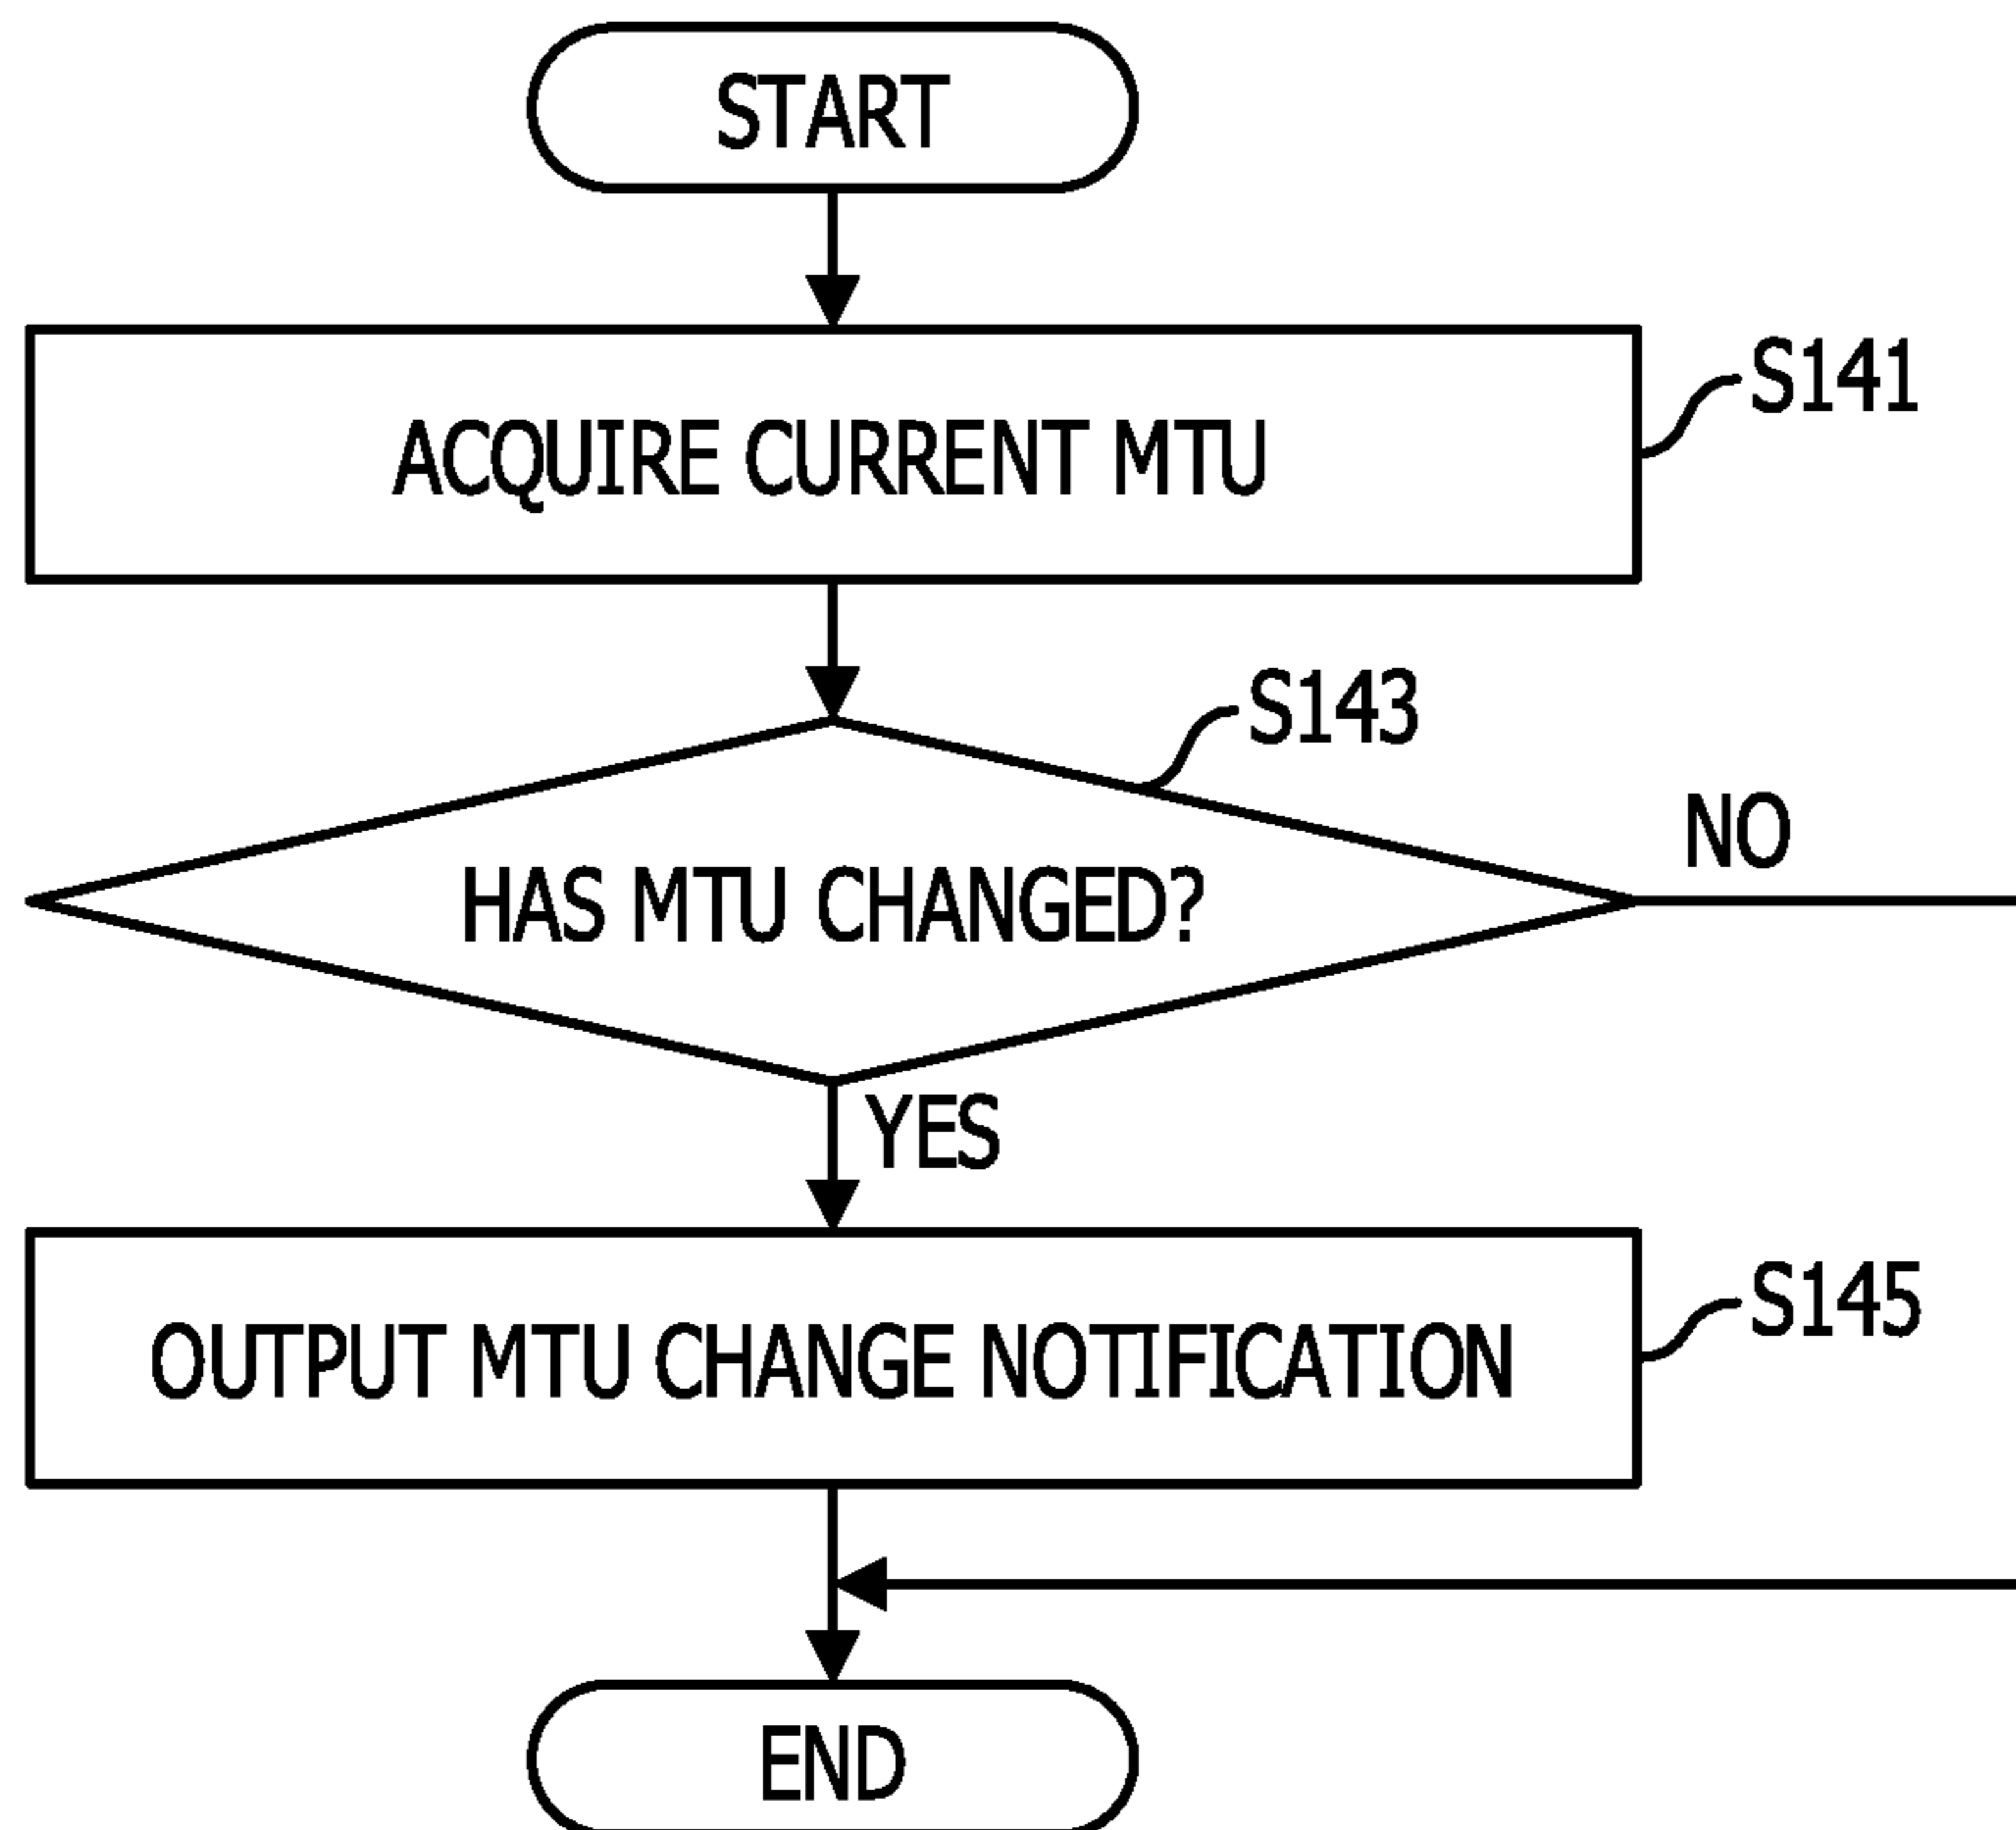 START
ACQUIRE CURRENT MTU
S141
S143
HAS MTU CHANGED?
NO
YES
OUTPUT MTU CHANGE NOTIFICATION
S145
END